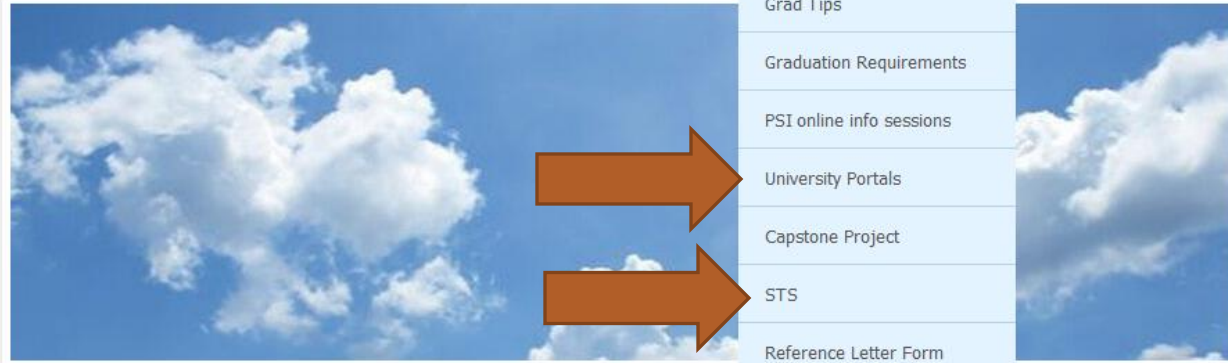 Grad Tips
Graduation Requirements
PSI online info sessions
University Portals
Capstone Project
STS
Reference Letter Form